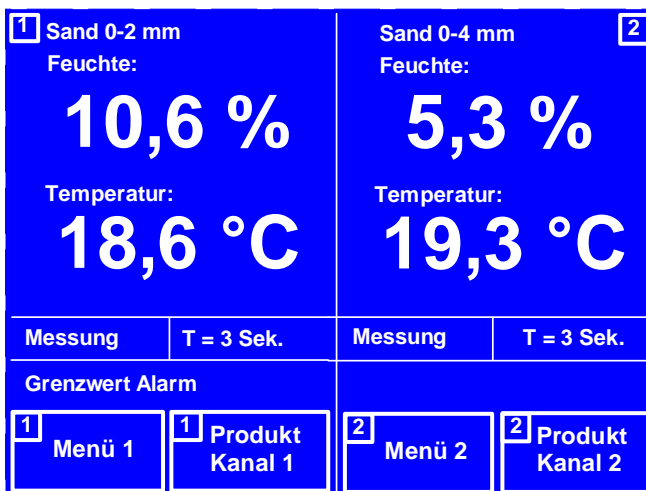 1 Sand 0-2 mm
Feuchte:
10,6 %
Temperatur:
18,6 °C
Messung T = 3 Sek.
Grenzwert Alarm
1 Menü 1
1 Produkt
Kanal 1
Sand 0-4 mm 2
Feuchte:
5,3 %
Temperatur:
19,3 °C
Messung T = 3 Sek.
2 Menü 2
2 Produkt
Kanal 2